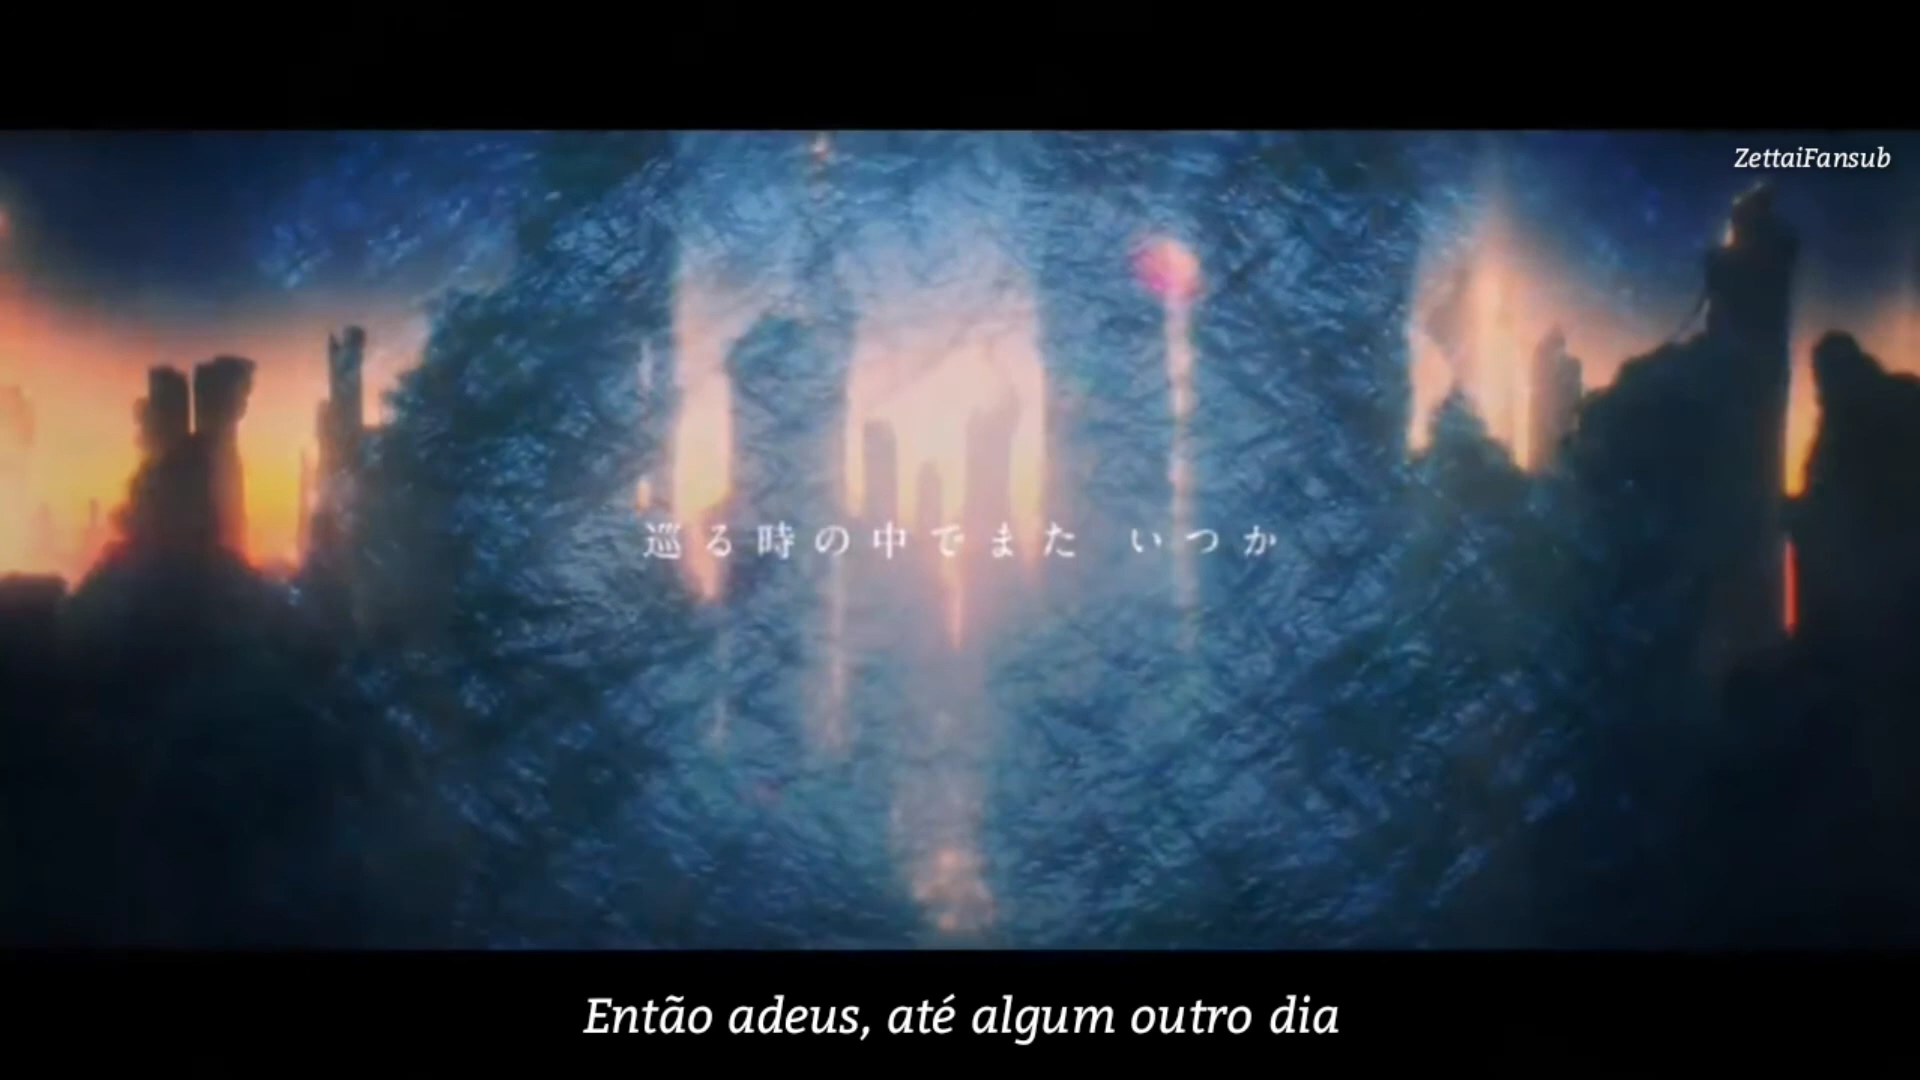 ZettaiFansub
巡る時の中でまた いつか
Então adeus, até algum outro dia